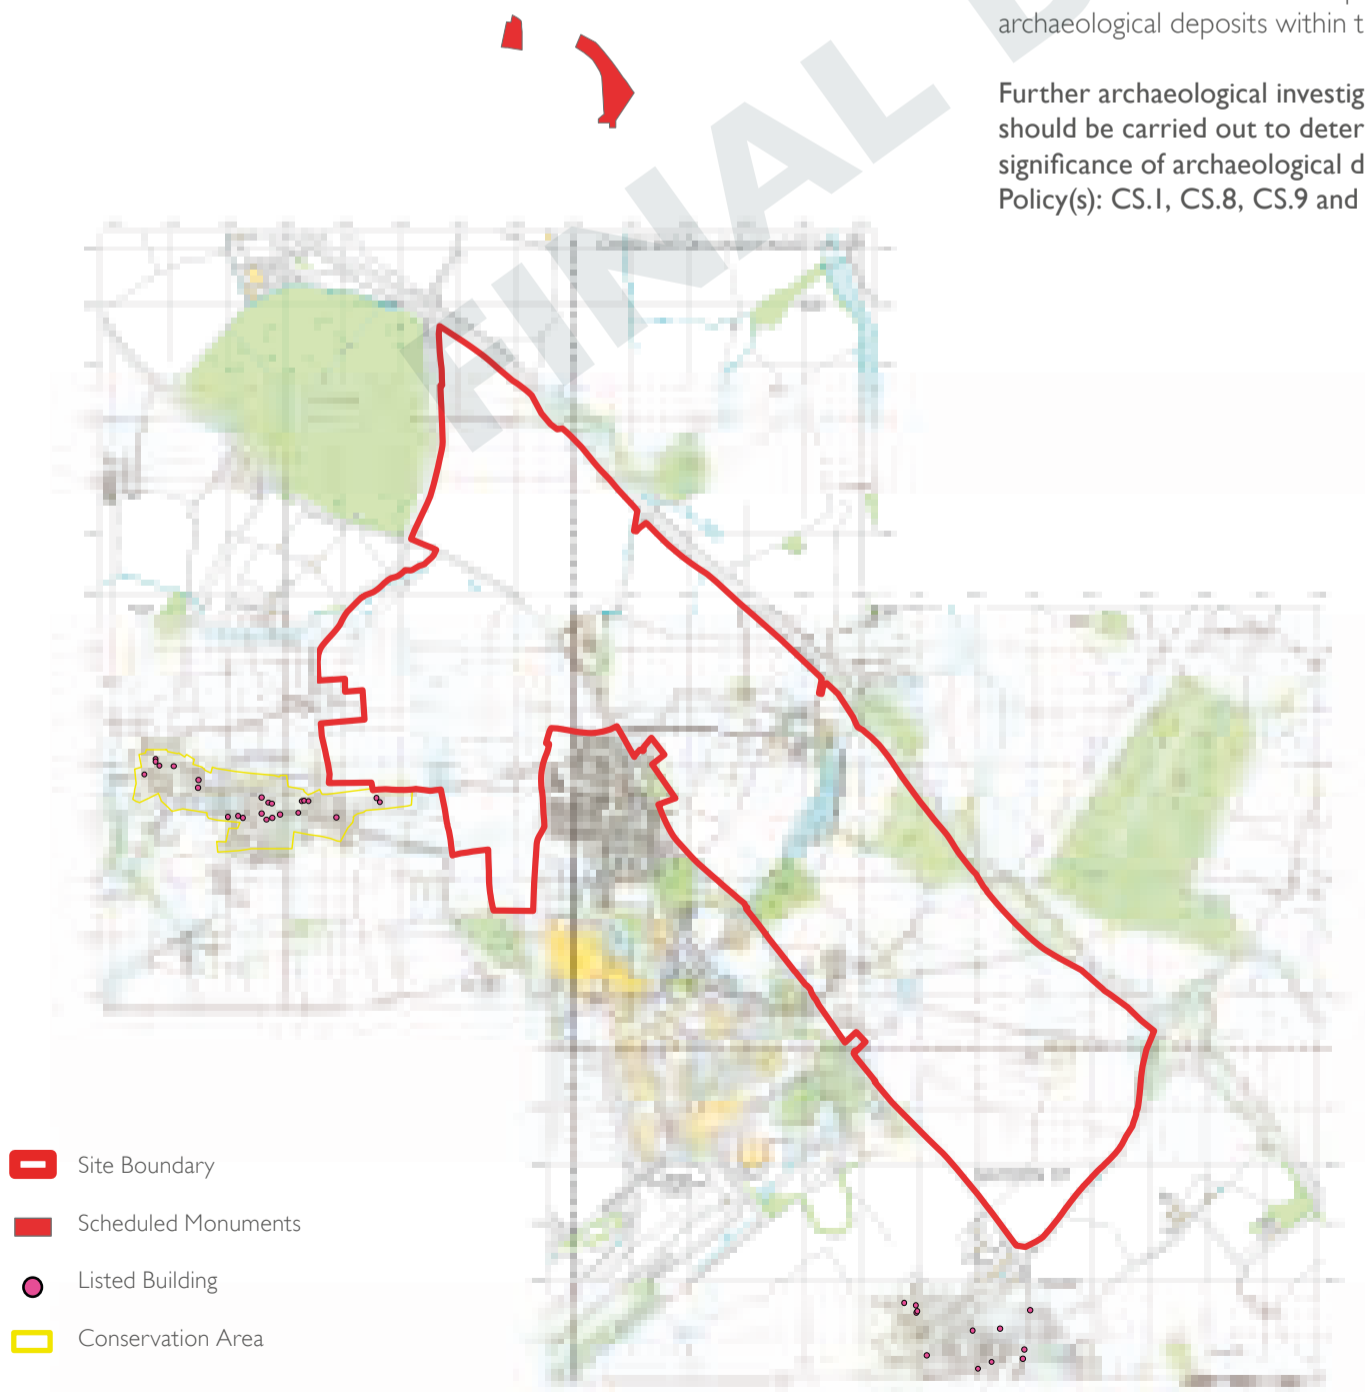 archaeological deposits within t
Further archaeological investig
should be carried out to deter
significance of archaeological d
Policy(s): CS.1, CS.8, CS.9 and
FINAL
Site Boundary
Scheduled Monuments
Listed Building
Conservation Area